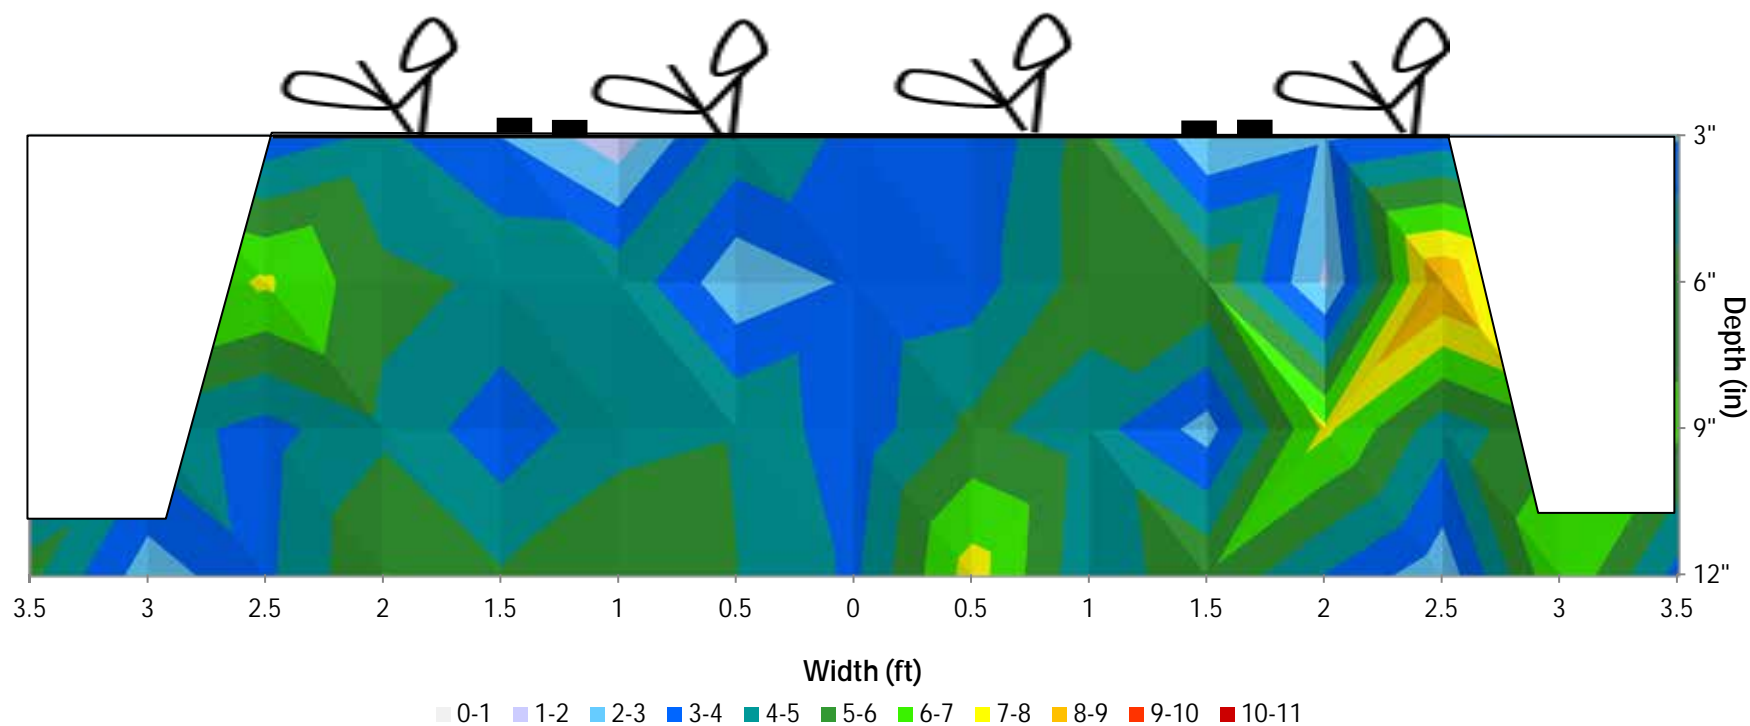 3"
6"
9"
12"
Depth (in)
3.5 3 2.5 2 1.5 1 0.5 0 0.5 1 1.5 2 2.5 3 3.5
Width (ft)
0-1 1-2 2-3 3-4 4-5 5-6 6-7 7-8 8-9 9-10 10-11